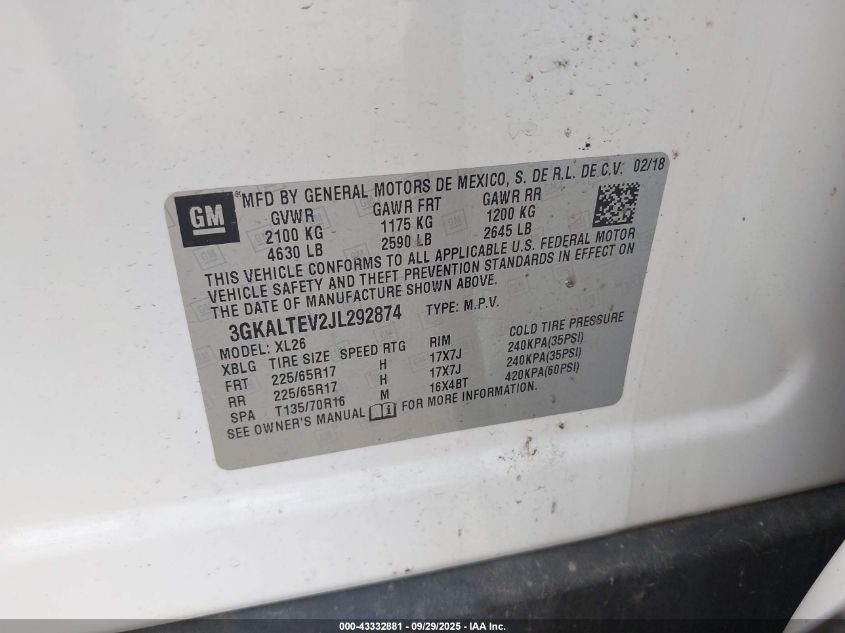 GM
®MFD BY GENERAL MOTORS DE MEXICO, S. DE R.L. DE C.V. 02/18
GVWR GAWR FRT GAWR RR
2100 KG 1175 KG 1200 KG
4630 LB 2590 LB 2645 LB
THIS VEHICLE CONFORMS TO ALL APPLICABLE U.S. FEDERAL MOTOR
VEHICLE SAFETY AND THEFT PREVENTION STANDARDS IN EFFECT ON
THE DATE OF MANUFACTURE SHOWN ABOVE.
3GKALTEV2JL292874 TYPE: M.P.V.
MODEL: XL26
XBLG TIRE SIZE SPEED RTG RIM COLD TIRE PRESSURE
FRT 225/65R17 H 17X7J 240KPA(35PSI)
RR 225/65R17 H 17X7J 240KPA(35PSI)
SPA T135/70R16 M 16X4BT 420KPA(60PSI)
SEE OWNER'S MANUAL FOR MORE INFORMATION.
000-43332881 - 09/29/2025 - IAA Inc.